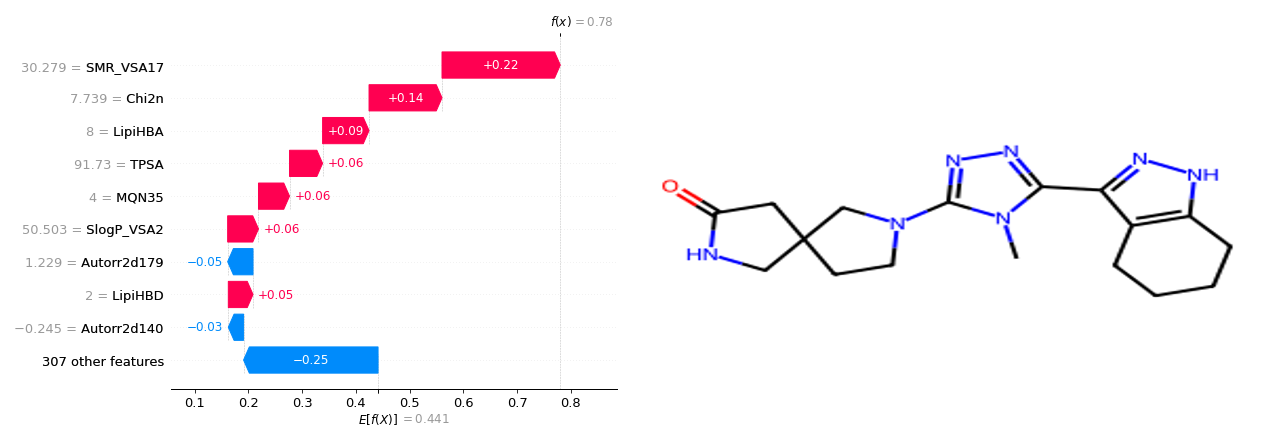 f(x) = 0.78
30.279 = SMR_VSA17
+0.22
7.739 = Chi2n
+0.14
8 = LipiHBA
+0.09
91.73 = TPSA
+0.06
4 = MQN35
+0.06
50.503 = SlogP_VSA2
+0.06
1.229 = Autorr2d179
−0.05
2 = LipiHBD
+0.05
−0.245 = Autorr2d140
−0.03
307 other features
−0.25
0.1 0.2 0.3 0.4 0.5 0.6 0.7 0.8
E[f(X)] = 0.441
O
HN
N
N
N
N
N
NH